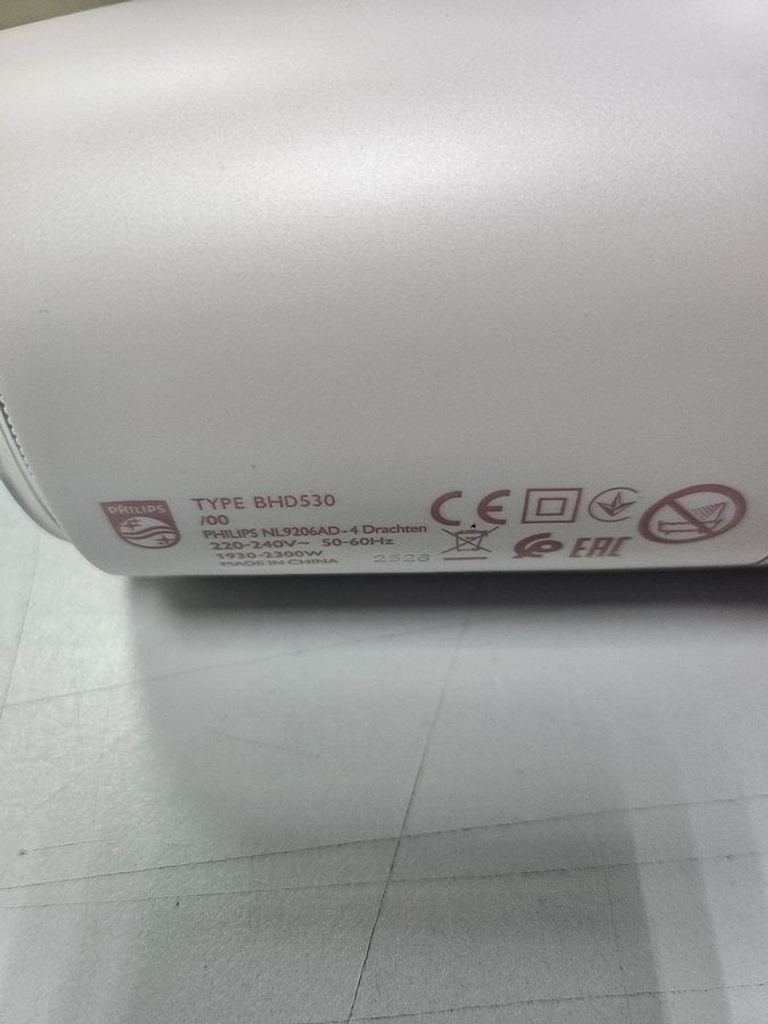 PHILIPS
TYPE BHD530
/00
PHILIPS NL9206AD-4 Drachten
220-240V~ 50-60Hz
1930-2300W
MADE IN CHINA
2526
CE
EAC